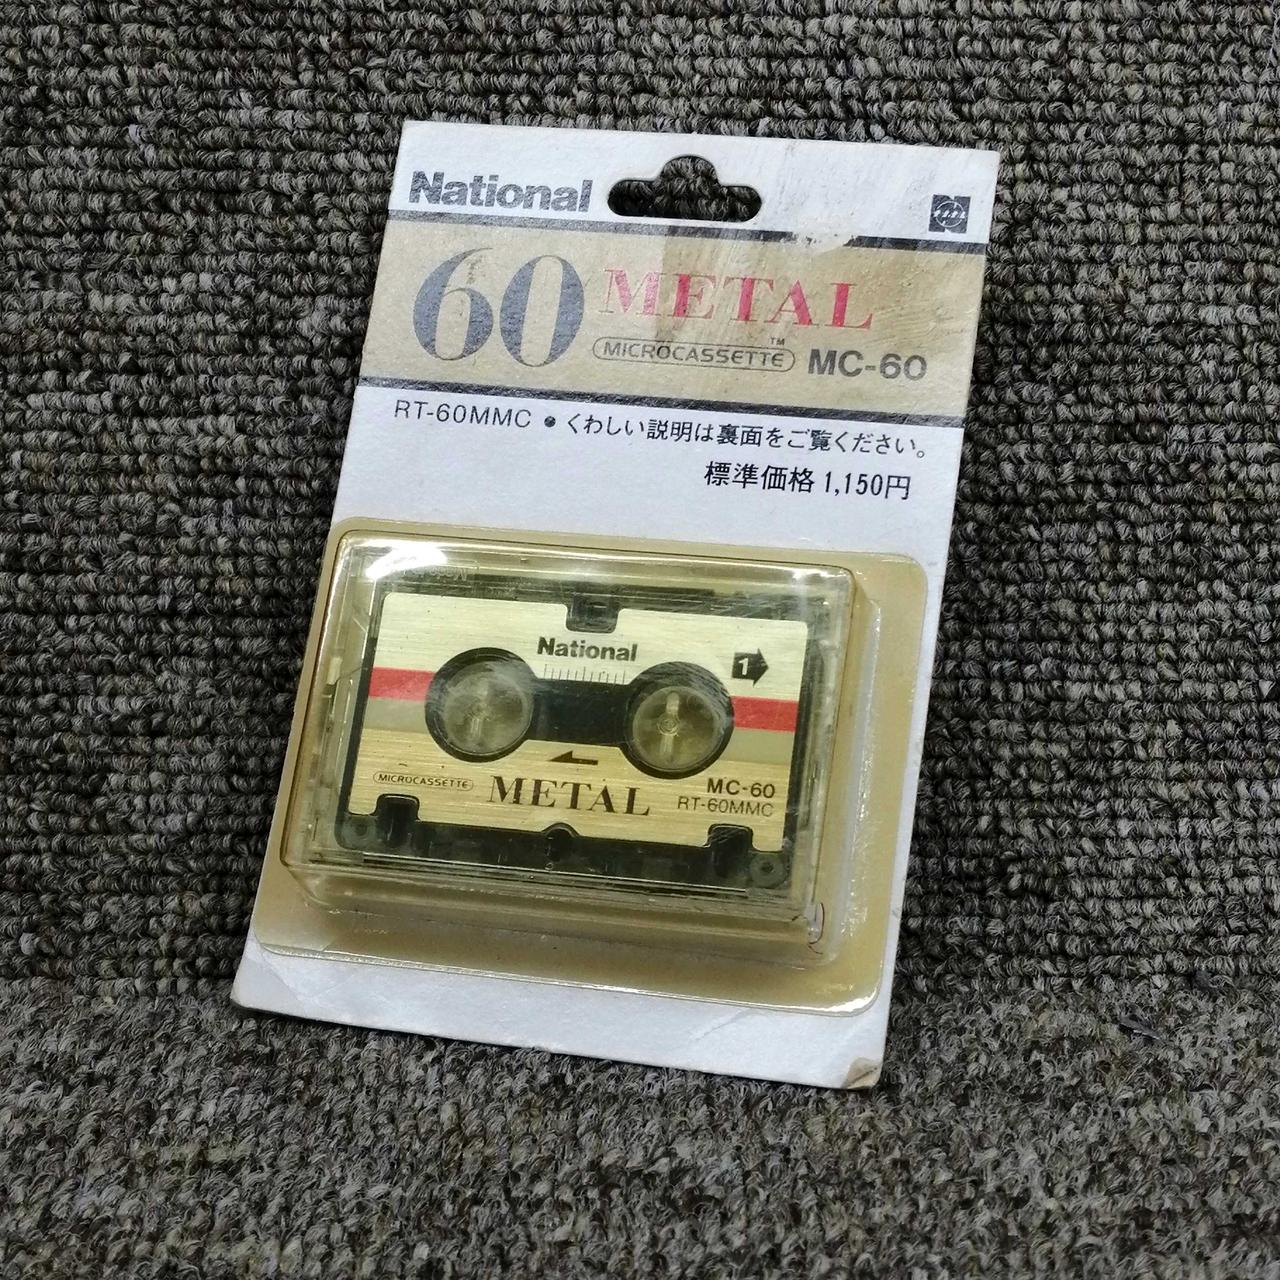 National
60 METAL
MICROCASSETTE™ MC-60
RT-60MMC ● くわしい説明は裏面をご覧ください。
標準価格 1,150円
National
1
MICROCASSETTE METAL MC-60
RT-60MMC